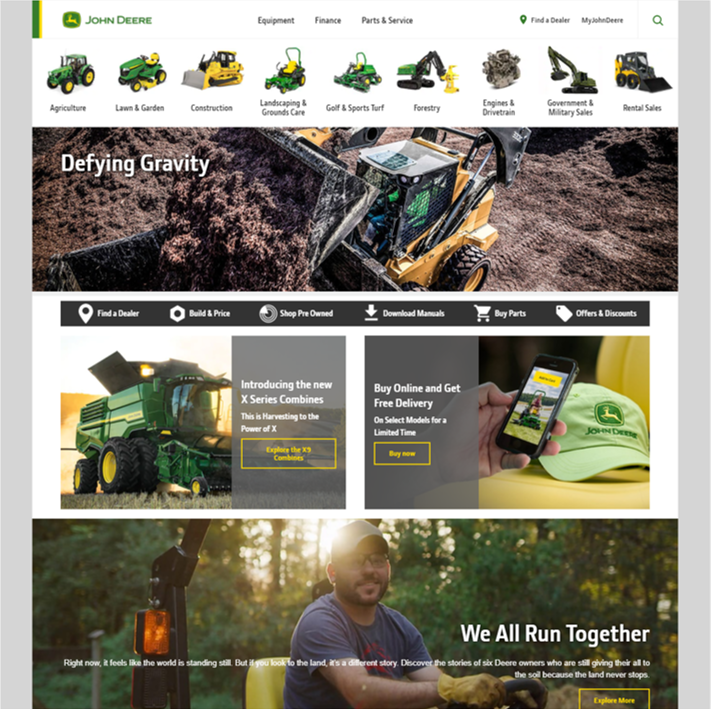 JOHN DEERE
Equipment Finance Parts & Service
Find a Dealer MyJohnDeere
Agriculture
Lawn & Garden
Construction
Landscaping &
Grounds Care
Golf & Sports Turf
Forestry
Engines &
Drivetrain
Government &
Military Sales
Rental Sales
Defying Gravity
Find a Dealer
Build & Price
Shop Pre Owned
Download Manuals
Buy Parts
Offers & Discounts
Introducing the new
X Series Combines
This is Harvesting to the
Power of X
Explore the X9
Combines
Buy Online and Get
Free Delivery
On Select Models for a
Limited Time
Buy now
JOHN DEERE
We All Run Together
Right now, it feels like the world is standing still. But if you look to the land, it's a different story. Discover the stories of six Deere owners who are still giving their all to
the soil because the land never stops.
Explore More